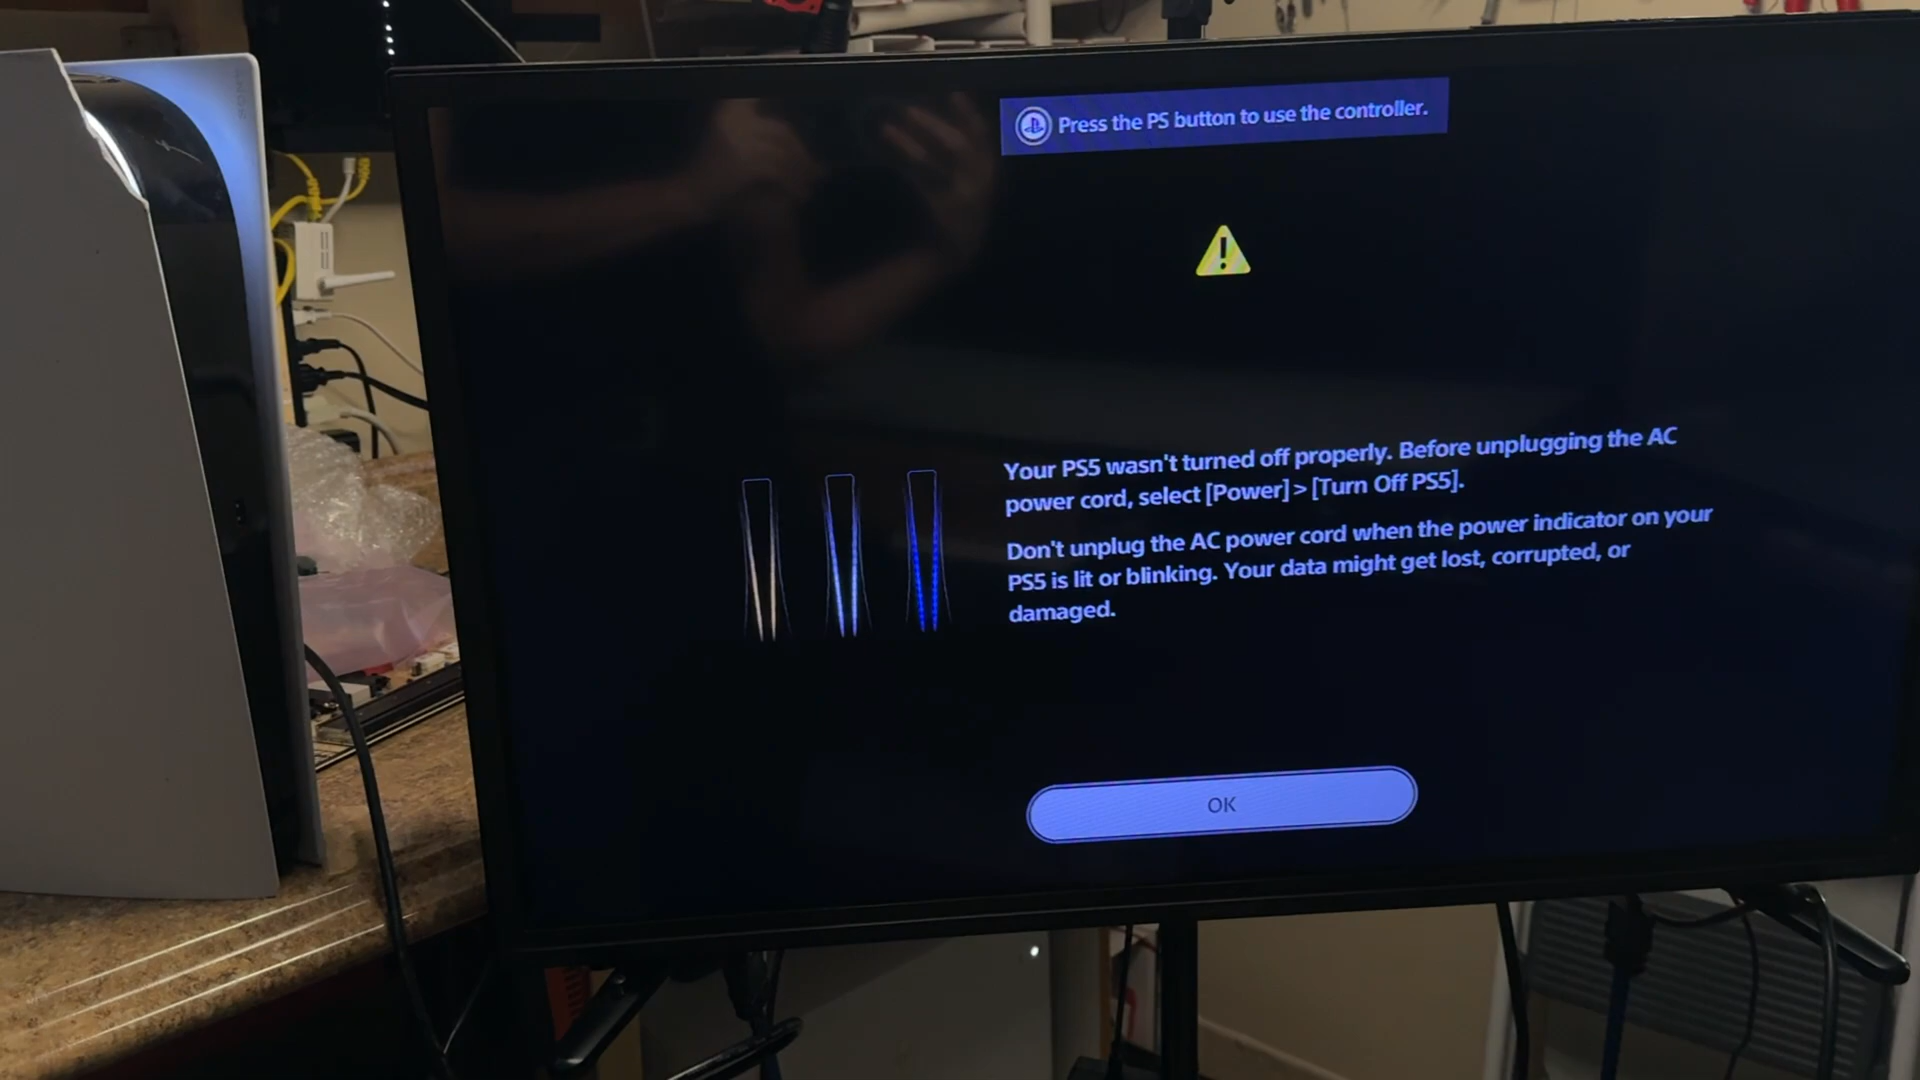 Press the PS button to use the controller.
Your PS5 wasn't turned off properly. Before unplugging the AC
power cord, select [Power] > [Turn Off PS5].
Don't unplug the AC power cord when the power indicator on your
PS5 is lit or blinking. Your data might get lost, corrupted, or
damaged.
OK